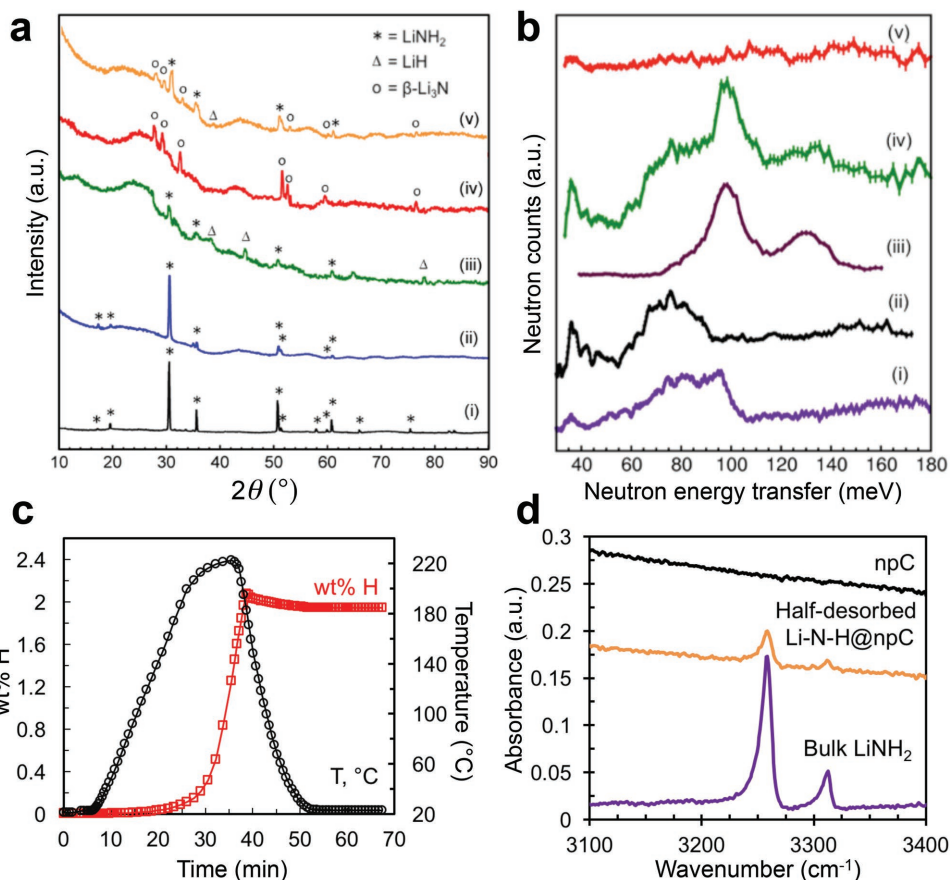 a
* = LiNH2
Δ = LiH
o = β-Li3N
(v)
(iv)
(iii)
(ii)
(i)
Intensity (a.u.)
10 20 30 40 50 60 70 80 90
2θ (°)
b
(v)
(iv)
(iii)
(ii)
(i)
Neutron counts (a.u.)
40 60 80 100 120 140 160 180
Neutron energy transfer (meV)
c
wt% H
2.4
2
1.6
1.2
0.8
0.4
0
wt% H
T, °C
220
180
140
100
60
20
Temperature (°C)
0 10 20 30 40 50 60 70
Time (min)
d
Absorbance (a.u.)
0.3
0.25
0.2
0.15
0.1
0.05
0
npC
Half-desorbed
Li-N-H@npC
Bulk LiNH2
3100 3200 3300 3400
Wavenumber (cm-1)